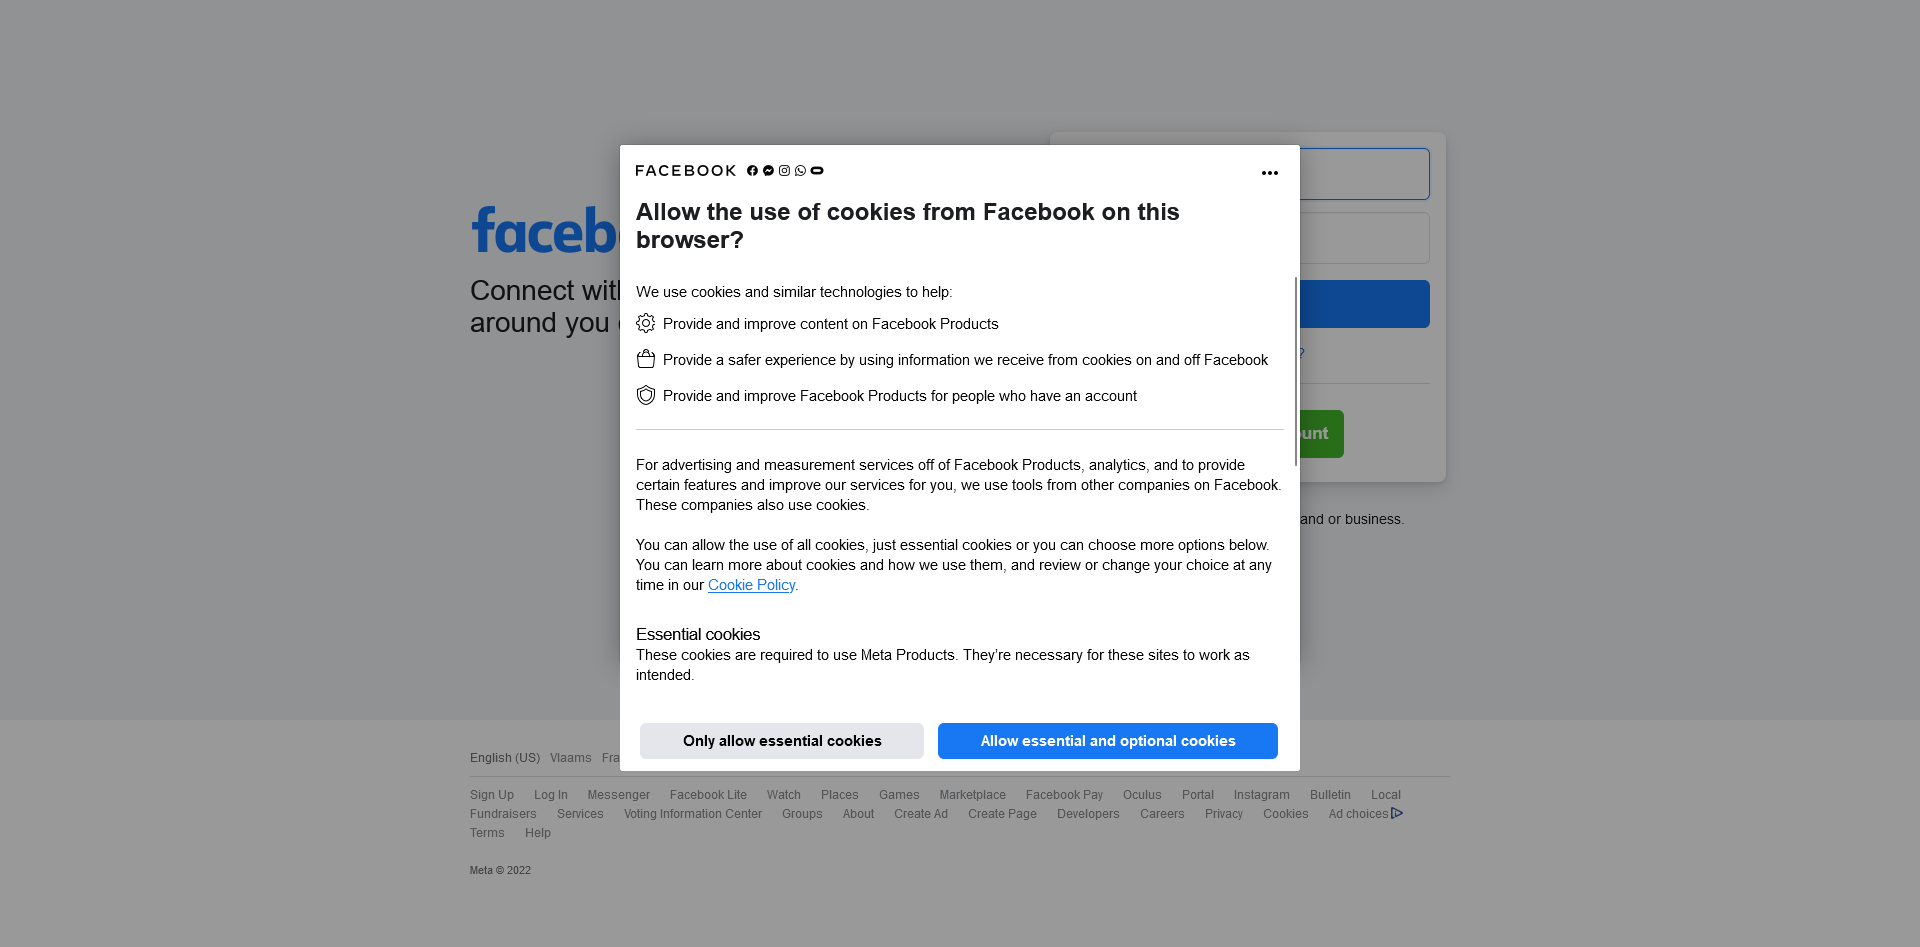 FACEBOOK
Allow the use of cookies from Facebook on this
browser?
We use cookies and similar technologies to help:
Provide and improve content on Facebook Products
Provide a safer experience by using information we receive from cookies on and off Facebook
Provide and improve Facebook Products for people who have an account
For advertising and measurement services off of Facebook Products, analytics, and to provide
certain features and improve our services for you, we use tools from other companies on Facebook.
These companies also use cookies.
You can allow the use of all cookies, just essential cookies or you can choose more options below.
You can learn more about cookies and how we use them, and review or change your choice at any
time in our Cookie Policy.
Essential cookies
These cookies are required to use Meta Products. They’re necessary for these sites to work as
intended.
Only allow essential cookies Allow essential and optional cookies
Connect
around you
?
and or business.
English (US) Vlaams
Sign Up Log In Messenger Facebook Lite Watch Places Games Marketplace Facebook Pay Oculus Portal Instagram Bulletin Local
Fundraisers Services Voting Information Center Groups About Create Ad Create Page Developers Careers Privacy Cookies Ad choices
Terms Help
Meta © 2022